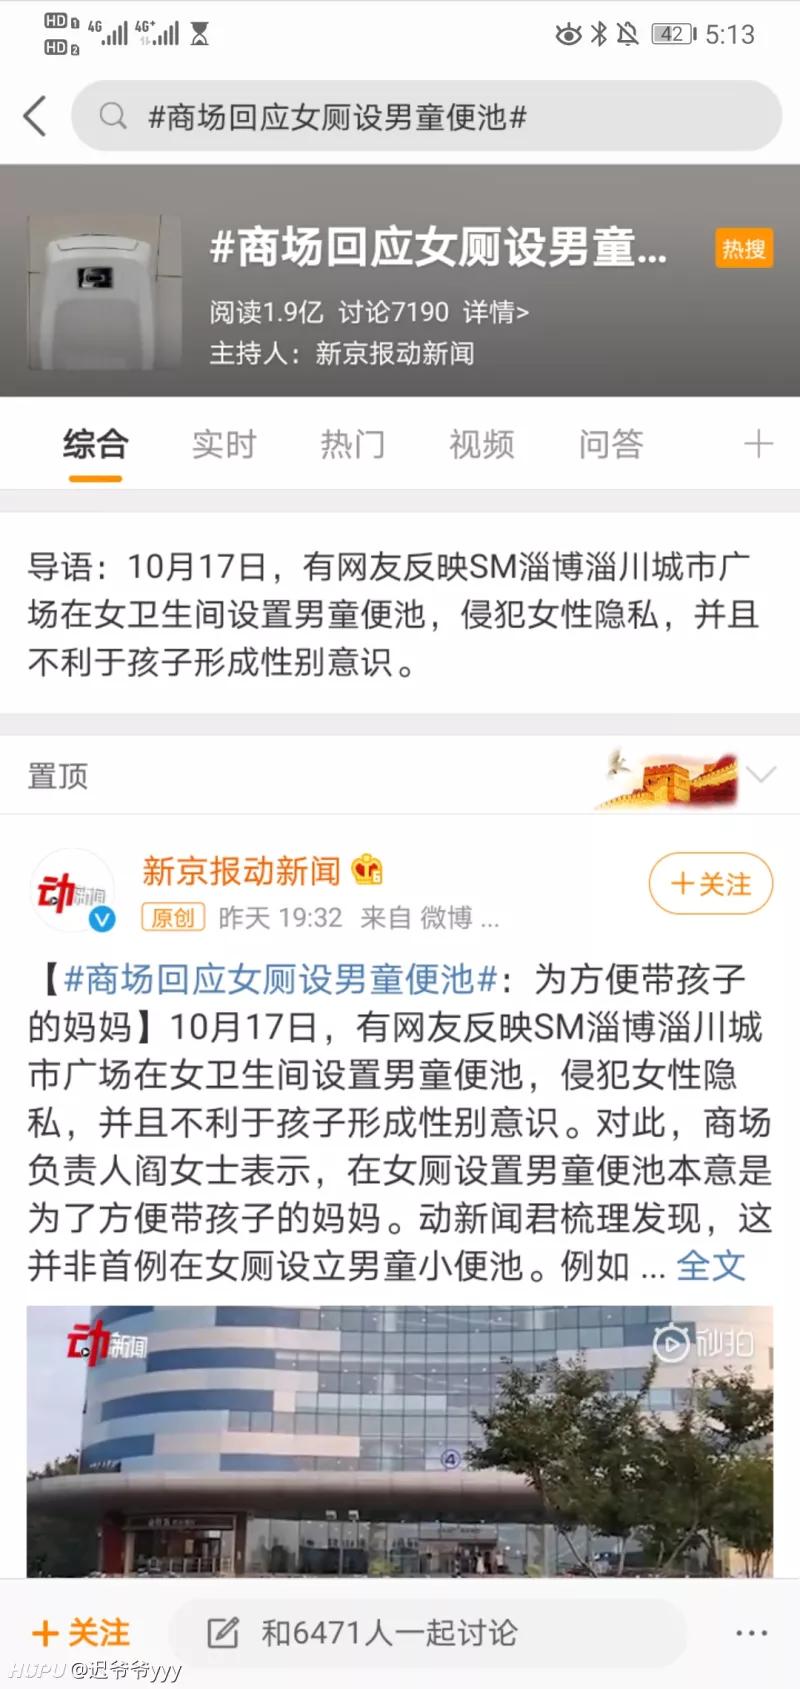 HD 1 4G 4G+
HD 2
42 5:13
#商场回应女厕设男童便池#
#商场回应女厕设男童...
热搜
阅读1.9亿 讨论7190 详情>
主持人：新京报动新闻
综合 实时 热门 视频 问答 +
导语：10月17日，有网友反映SM淄博淄川城市广
场在女卫生间设置男童便池，侵犯女性隐私，并且
不利于孩子形成性别意识。
置顶
动新闻
新京报动新闻
+关注
原创 昨天 19:32 来自 微博 ...
【#商场回应女厕设男童便池#：为方便带孩子
的妈妈】10月17日，有网友反映SM淄博淄川城
市广场在女卫生间设置男童便池，侵犯女性隐
私，并且不利于孩子形成性别意识。对此，商场
负责人阎女士表示，在女厕设置男童便池本意是
为了方便带孩子的妈妈。动新闻君梳理发现，这
并非首例在女厕设立男童小便池。例如 ... 全文
动新闻
秒拍
4
+ 关注
和6471人一起讨论
HUPU @迟爷爷yyy